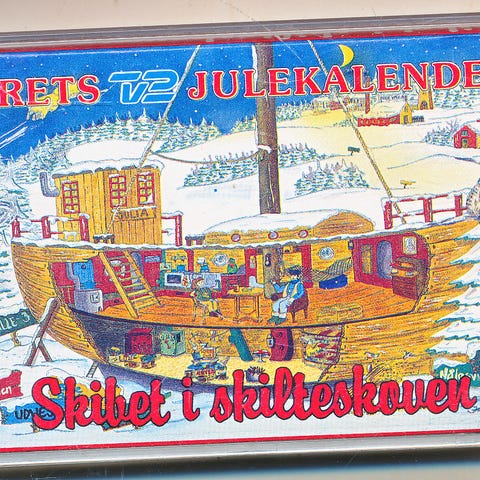 RETS TV2 JULEKALENDE
JULIA
Skibet i skilteskoven